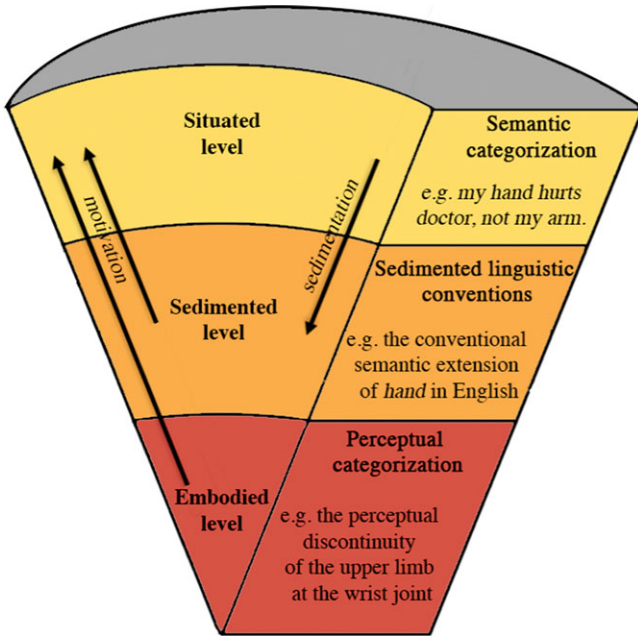 Situated
level
Semantic
categorization
e.g. my hand hurts
doctor, not my arm.
motivation
sedimentation
Sedimented
level
Sedimented linguistic
conventions
e.g. the conventional
semantic extension
of hand in English
Embodied
level
Perceptual
categorization
e.g. the perceptual
discontinuity
of the upper limb
at the wrist joint